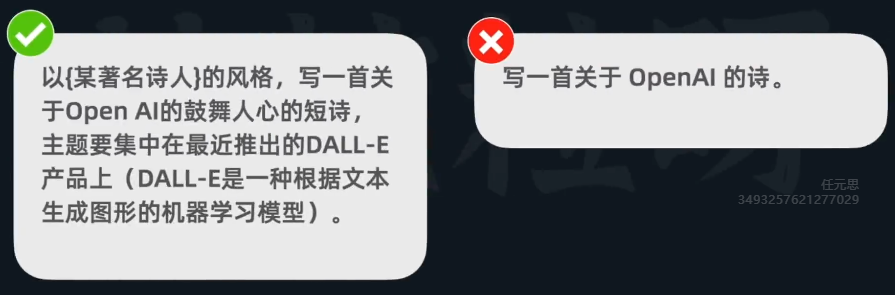 以{某著名诗人}的风格，写一首关
于Open AI的鼓舞人心的短诗，
主题要集中在最近推出的DALL-E
产品上（DALL-E是一种根据文本
生成图形的机器学习模型）。
写一首关于 OpenAI 的诗。
任元思
3493257621277029